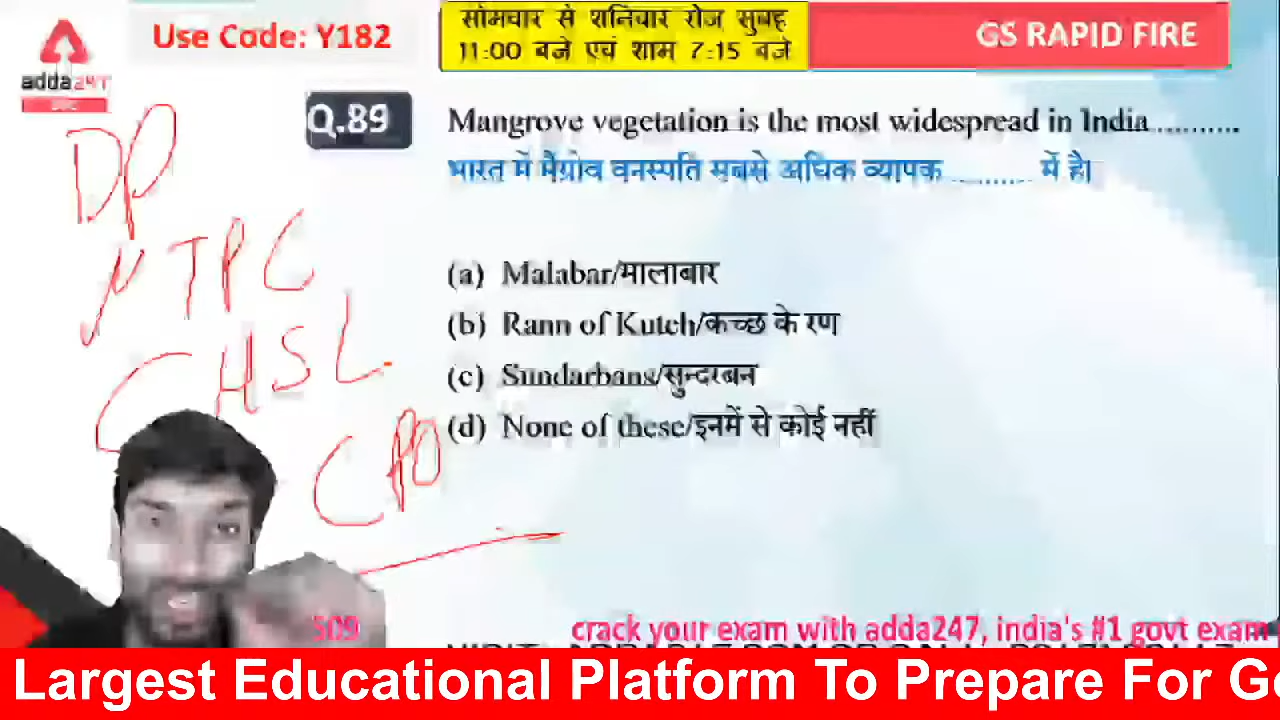 Use Code: Y182
सोमवार से शनिवार रोज सुबह
11:00 बजे एवं शाम 7:15 बजे
GS RAPID FIRE
adda247
Q.89
Mangrove vegetation is the most widespread in India...........
भारत में मैंग्रोव वनस्पति सबसे अधिक व्यापक .......... में है।
(a) Malabar/मालाबार
(b) Rann of Kutch/कच्छ के रण
(c) Sundarbans/सुन्दरबन
(d) None of these/इनमें से कोई नहीं
DP
NTPC
CHSL
CPO
509
crack your exam with adda247, india's #1 govt exam
Largest Educational Platform To Prepare For G